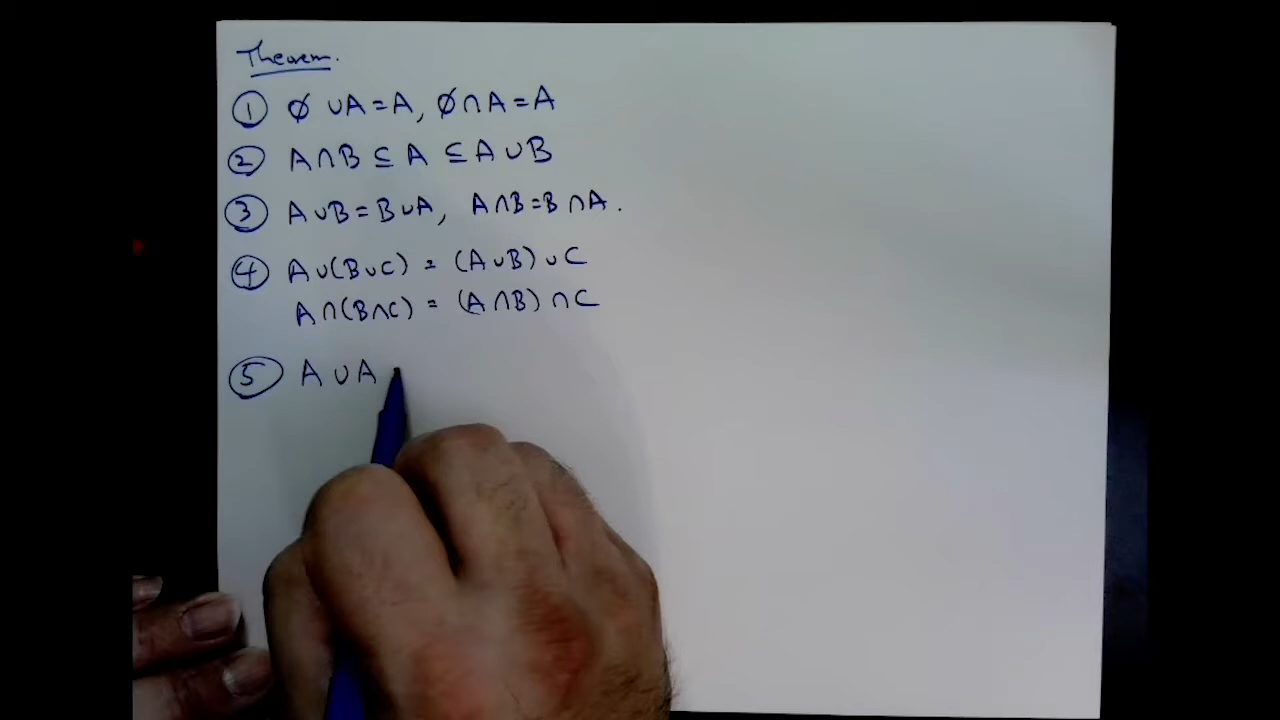 Theorem.
① ∅ ∪ A = A, ∅ ∩ A = A
② A ∩ B ⊆ A ⊆ A ∪ B
③ A ∪ B = B ∪ A, A ∩ B = B ∩ A.
④ A ∪ (B ∪ C) = (A ∪ B) ∪ C
A ∩ (B ∩ C) = (A ∩ B) ∩ C
⑤ A ∪ A